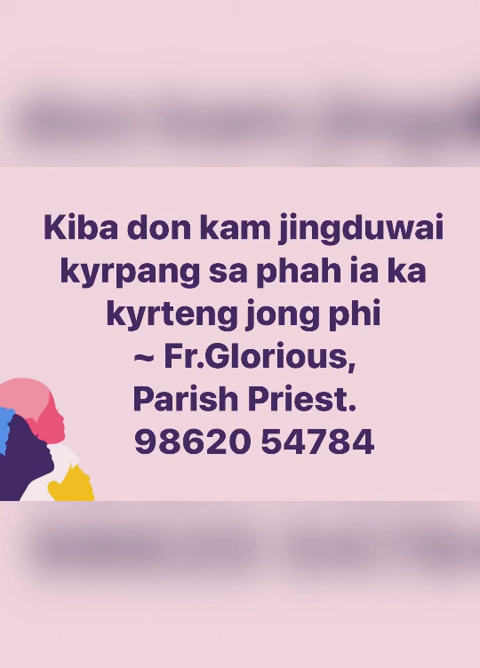 Kiba don kam jingduwai
kyrpang sa phah ia ka
kyrteng jong phi
~ Fr.Glorious,
Parish Priest.
98620 54784